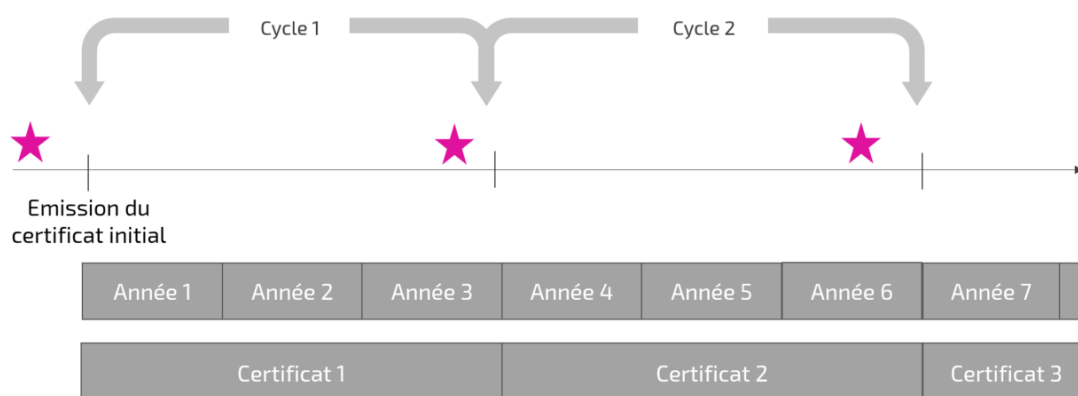 Cycle 1
Cycle 2
Emission du
certificat initial
Année 1
Année 2
Année 3
Année 4
Année 5
Année 6
Année 7
Certificat 1
Certificat 2
Certificat 3